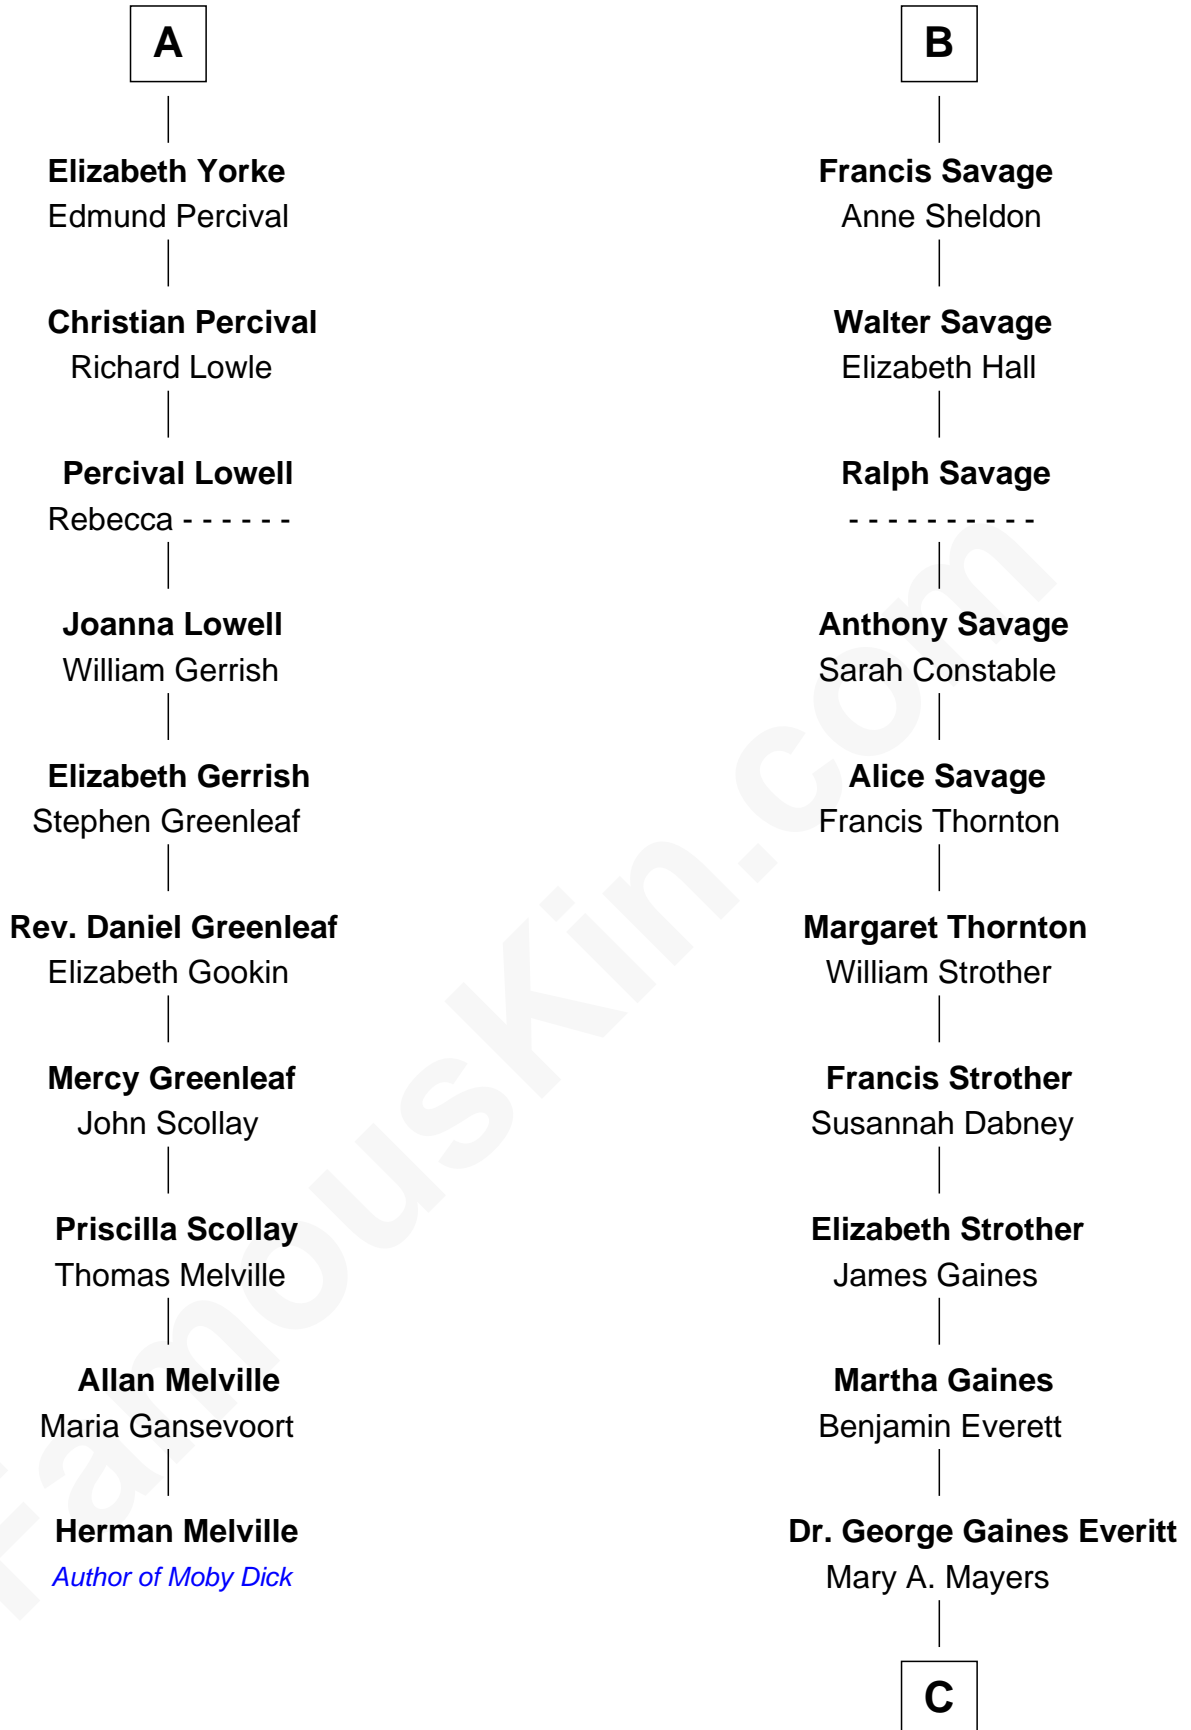 A
Elizabeth Yorke
Edmund Percival
Christian Percival
Richard Lowle
Percival Lowell
Rebecca - - - - - -
Joanna Lowell
William Gerrish
Elizabeth Gerrish
Stephen Greenleaf
Rev. Daniel Greenleaf
Elizabeth Gookin
Mercy Greenleaf
John Scollay
Priscilla Scollay
Thomas Melville
Allan Melville
Maria Gansevoort
Herman Melville
Author of Moby Dick
B
Francis Savage
Anne Sheldon
Walter Savage
Elizabeth Hall
Ralph Savage
- - - - - - - - - -
Anthony Savage
Sarah Constable
Alice Savage
Francis Thornton
Margaret Thornton
William Strother
Francis Strother
Susannah Dabney
Elizabeth Strother
James Gaines
Martha Gaines
Benjamin Everett
Dr. George Gaines Everitt
Mary A. Mayers
C
FamousKin.com